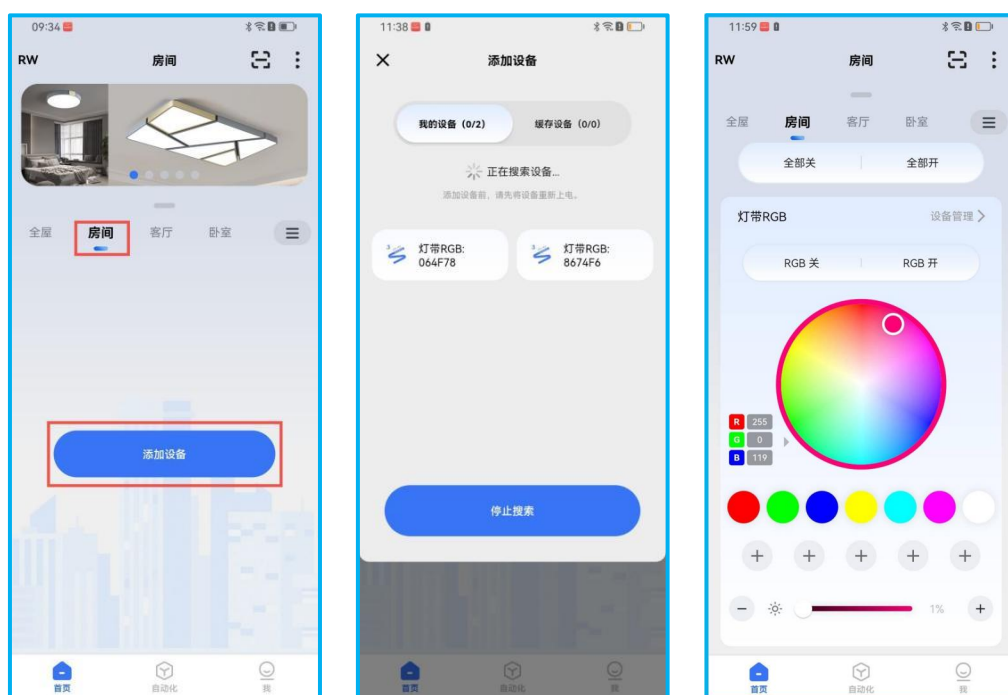 09:34
RW
房间
全屋
房间
客厅
卧室
添加设备
首页
自动化
我
11:38
添加设备
我的设备（0/2）
缓存设备（0/0）
正在搜索设备...
添加设备前，请先将设备重新上电。
灯带RGB:
064F78
灯带RGB:
8674F6
停止搜索
首页
自动化
我
11:59
RW
房间
全屋
房间
客厅
卧室
全部关
全部开
灯带RGB
设备管理
RGB 关
RGB 开
R 255
G 0
B 119
1%
首页
自动化
我